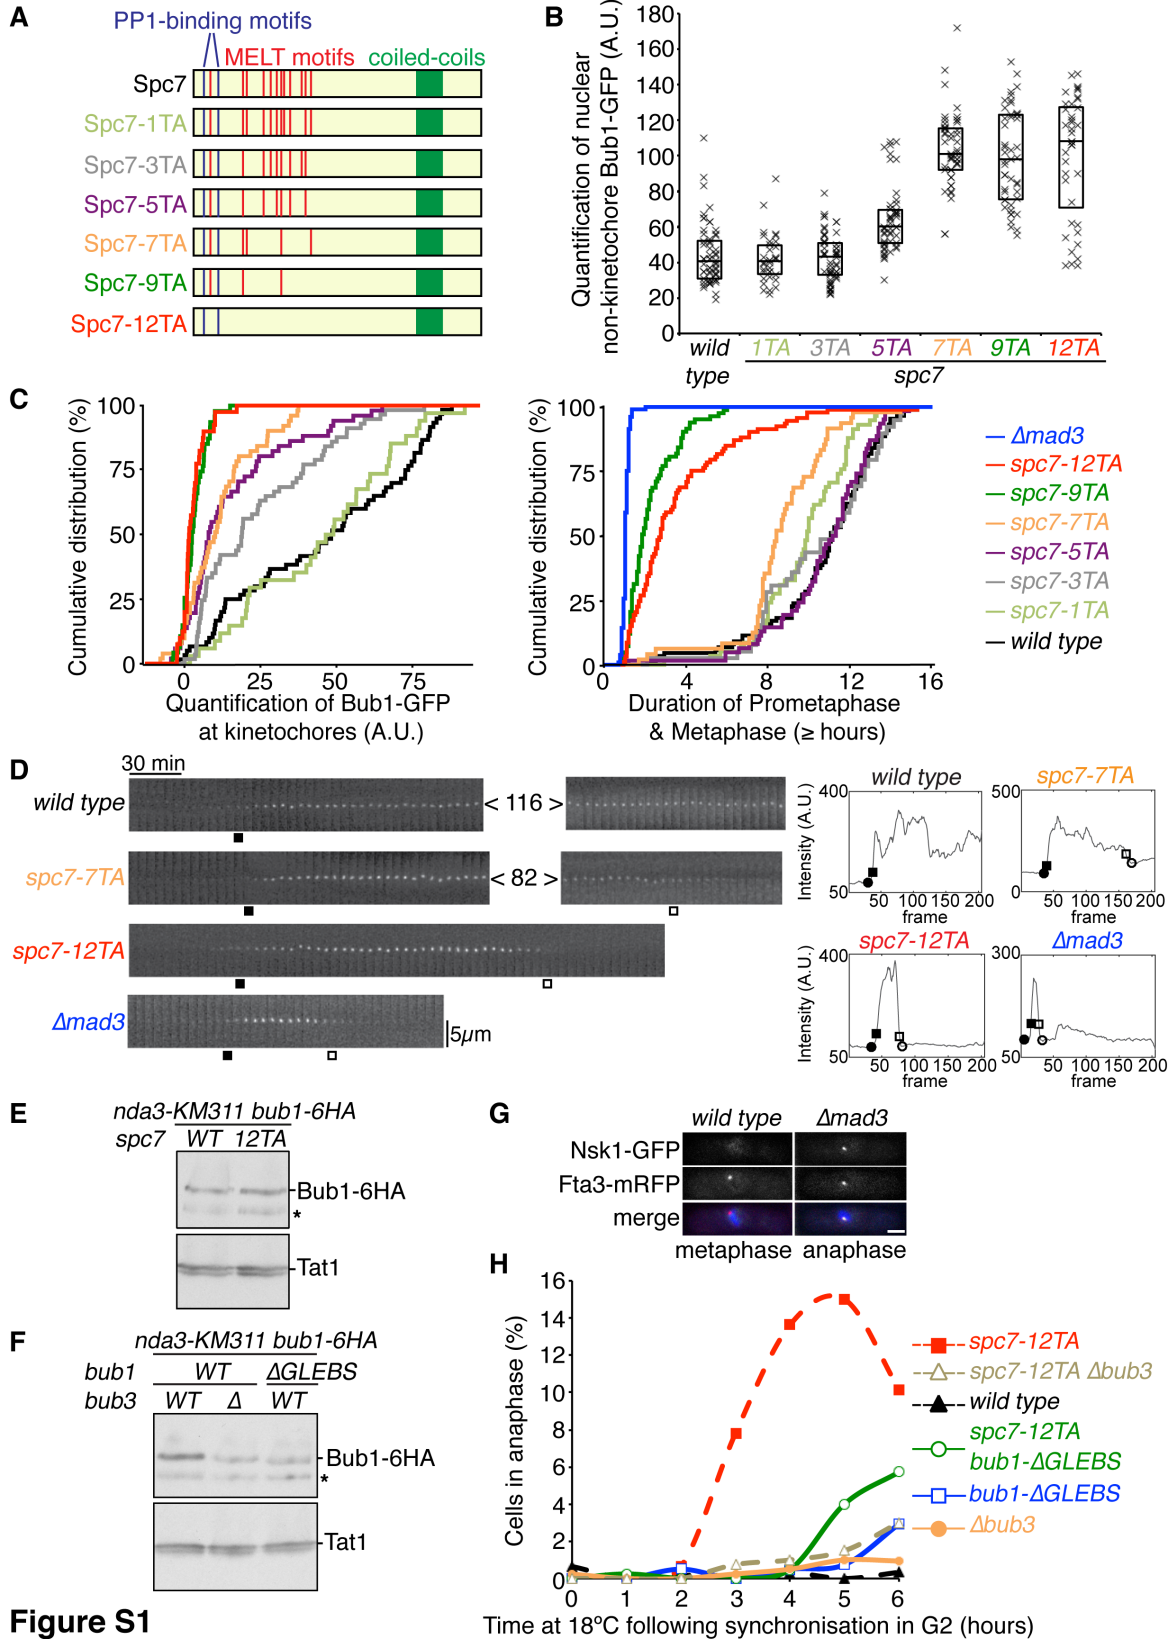 A
PP1-binding motifs
MELT motifs coiled-coils
Spc7
Spc7-1TA
Spc7-3TA
Spc7-5TA
Spc7-7TA
Spc7-9TA
Spc7-12TA
B
Quantification of nuclear
non-kinetochore Bub1-GFP (A.U.)
180
160
140
120
100
80
60
40
20
0
wild type
1TA 3TA 5TA 7TA 9TA 12TA
spc7
C
Cumulative distribution (%)
100
75
50
25
0
0 25 50 75
Quantification of Bub1-GFP
at kinetochores (A.U.)
Cumulative distribution (%)
100
75
50
25
0
0 4 8 12 16
Duration of Prometaphase
& Metaphase (≥ hours)
Δmad3
spc7-12TA
spc7-9TA
spc7-7TA
spc7-5TA
spc7-3TA
spc7-1TA
wild type
D
30 min
wild type
< 116 >
spc7-7TA
< 82 >
spc7-12TA
Δmad3
5µm
wild type
Intensity (A.U.)
400
50
50 100 150 200
frame
spc7-7TA
500
0
50 100 150 200
frame
spc7-12TA
Intensity (A.U.)
400
50
50 100 150 200
frame
Δmad3
300
50
50 100 150 200
frame
E
nda3-KM311 bub1-6HA
spc7 WT 12TA
Bub1-6HA
*
Tat1
F
nda3-KM311 bub1-6HA
bub1 WT ΔGLEBS
bub3 WT Δ WT
Bub1-6HA
*
Tat1
G
wild type Δmad3
Nsk1-GFP
Fta3-mRFP
merge
metaphase anaphase
H
Cells in anaphase (%)
16
14
12
10
8
6
4
2
0
0 1 2 3 4 5 6
Time at 18ºC following synchronisation in G2 (hours)
spc7-12TA
spc7-12TA Δbub3
wild type
spc7-12TA
bub1-ΔGLEBS
bub1-ΔGLEBS
Δbub3
Figure S1